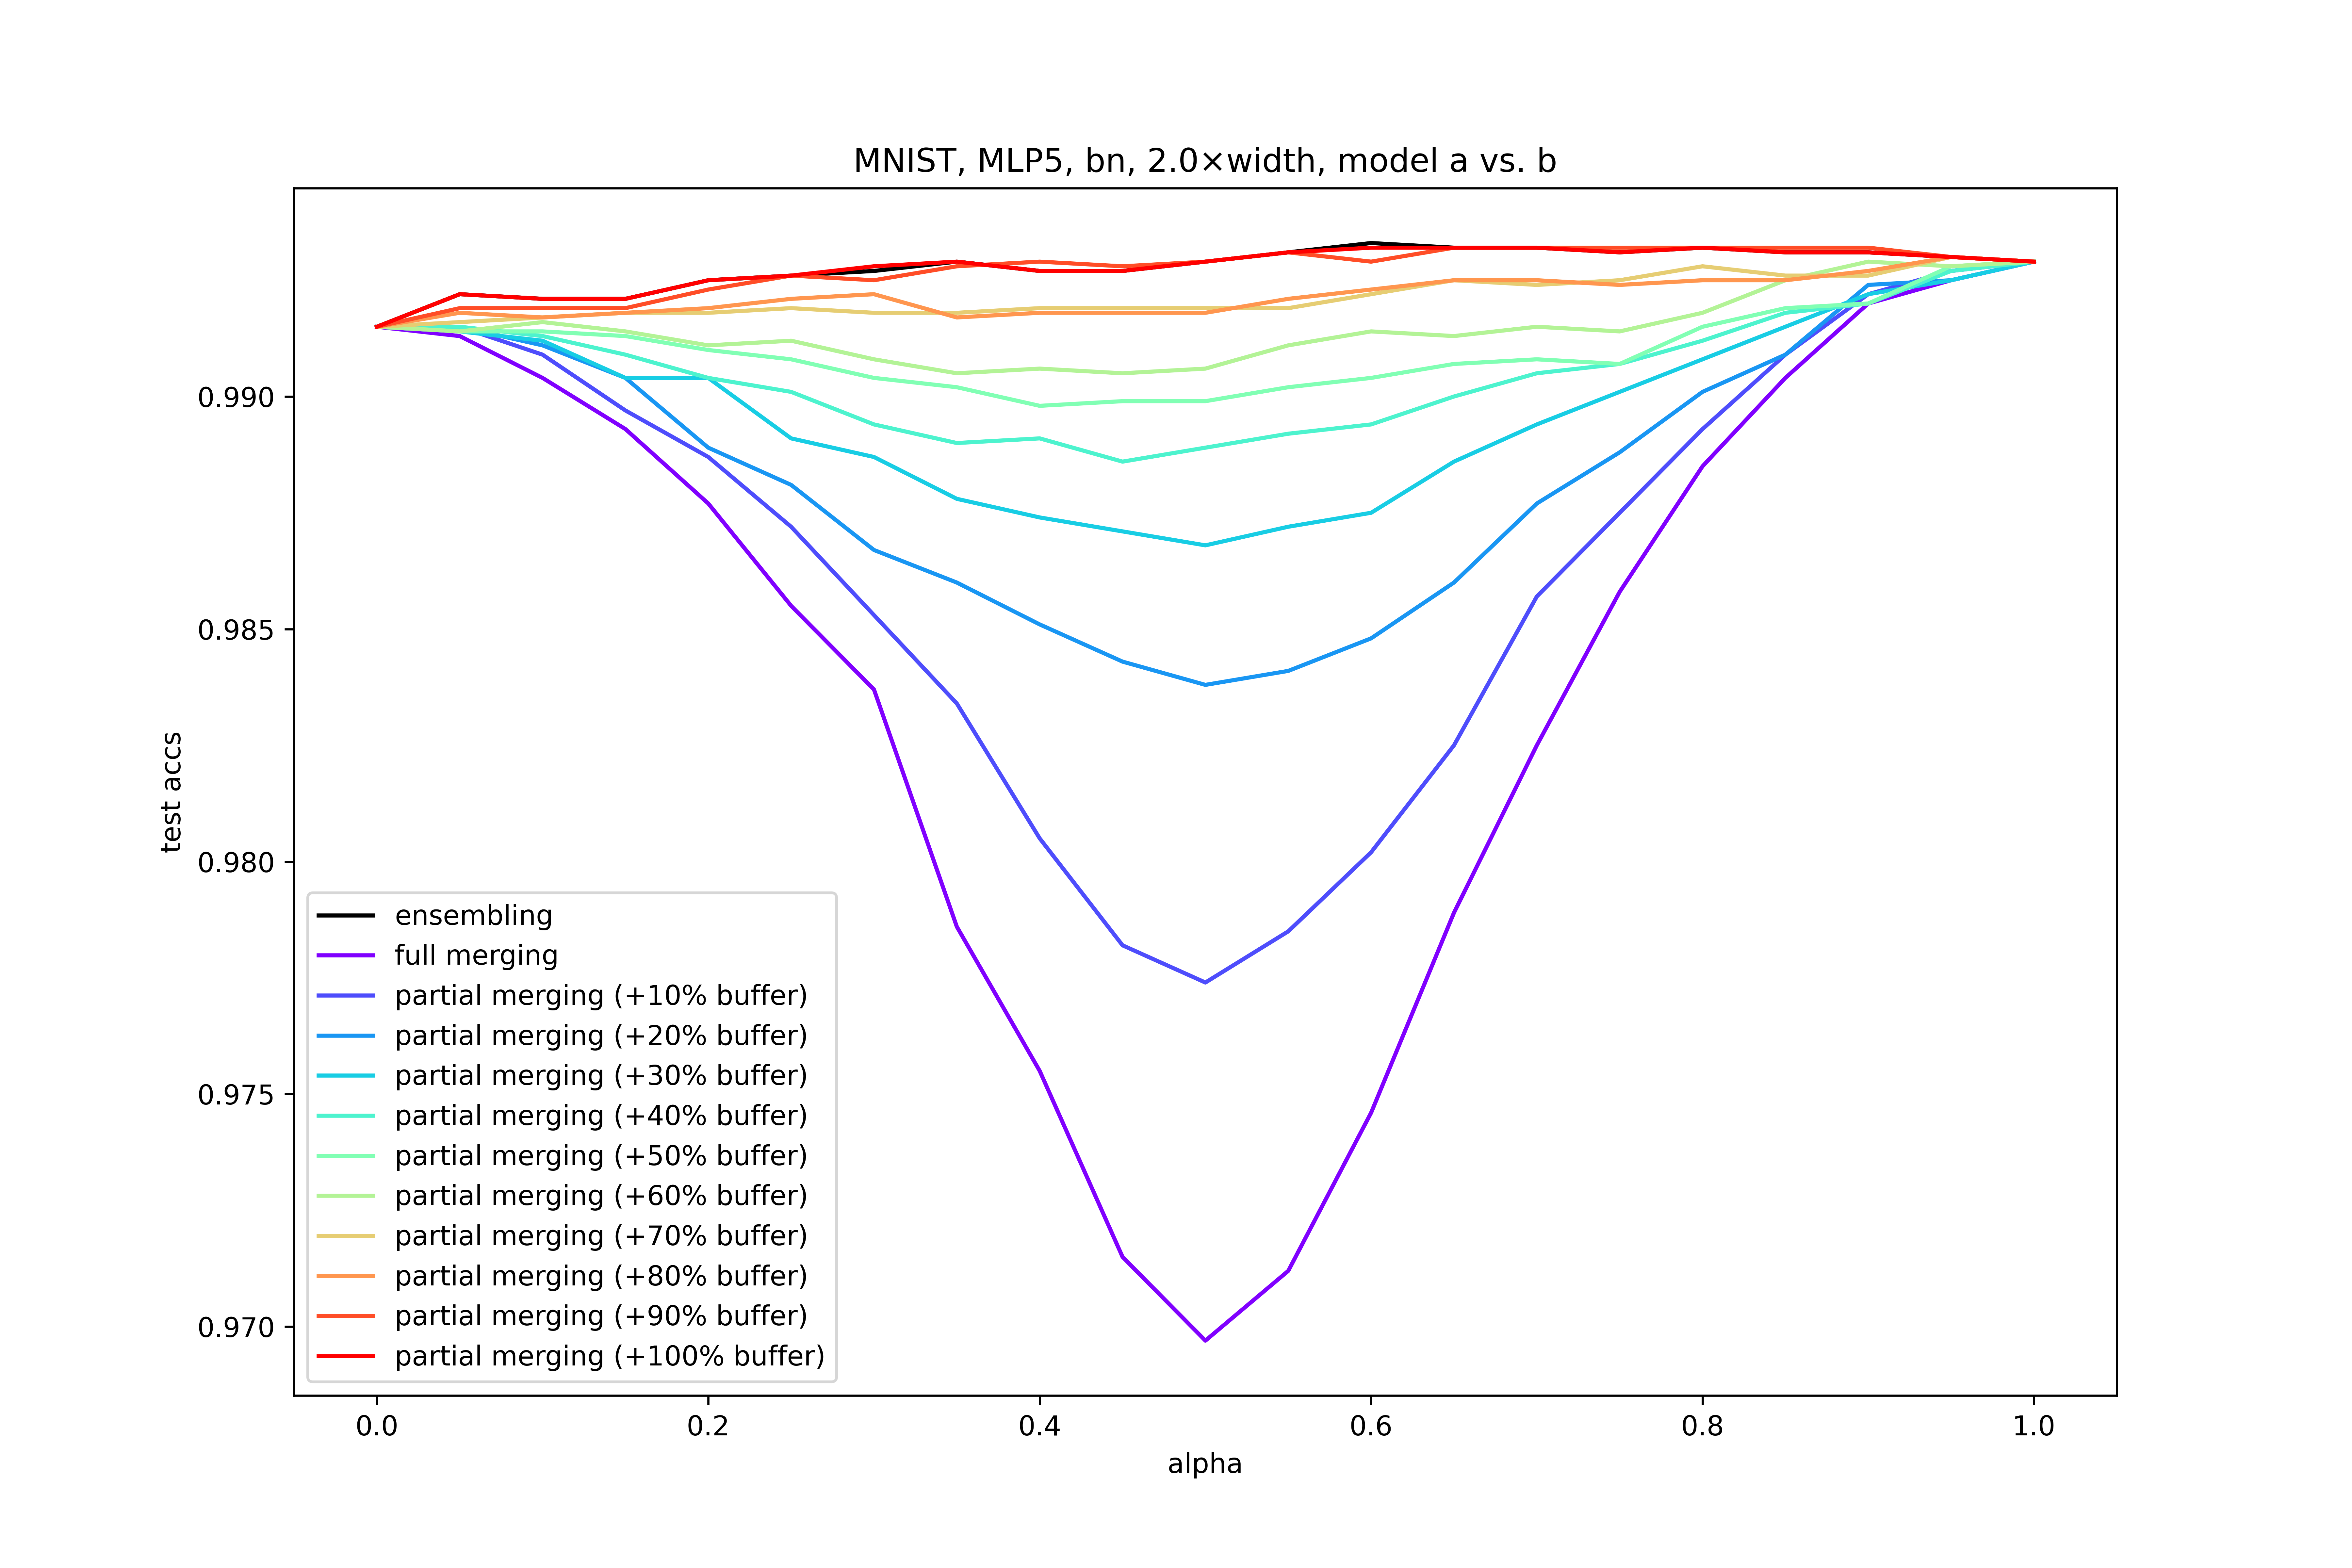 MNIST, MLP5, bn, 2.0×width, model a vs. b
test accs
0.990
0.985
0.980
0.975
0.970
ensembling
full merging
partial merging (+10% buffer)
partial merging (+20% buffer)
partial merging (+30% buffer)
partial merging (+40% buffer)
partial merging (+50% buffer)
partial merging (+60% buffer)
partial merging (+70% buffer)
partial merging (+80% buffer)
partial merging (+90% buffer)
partial merging (+100% buffer)
0.0 0.2 0.4 0.6 0.8 1.0
alpha